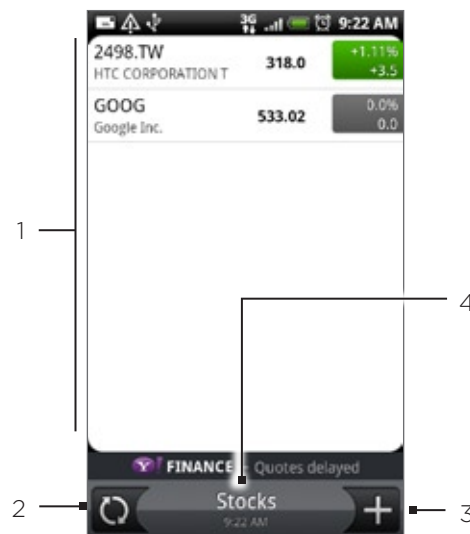 3G 9:22 AM
1
2498.TW 318.0 +1.11%
HTC CORPORATION T +3.5
GOOG 533.02 0.0%
Google Inc. 0.0
4
Y! FINANCE - Quotes delayed
2
Stocks
9:22 AM
3